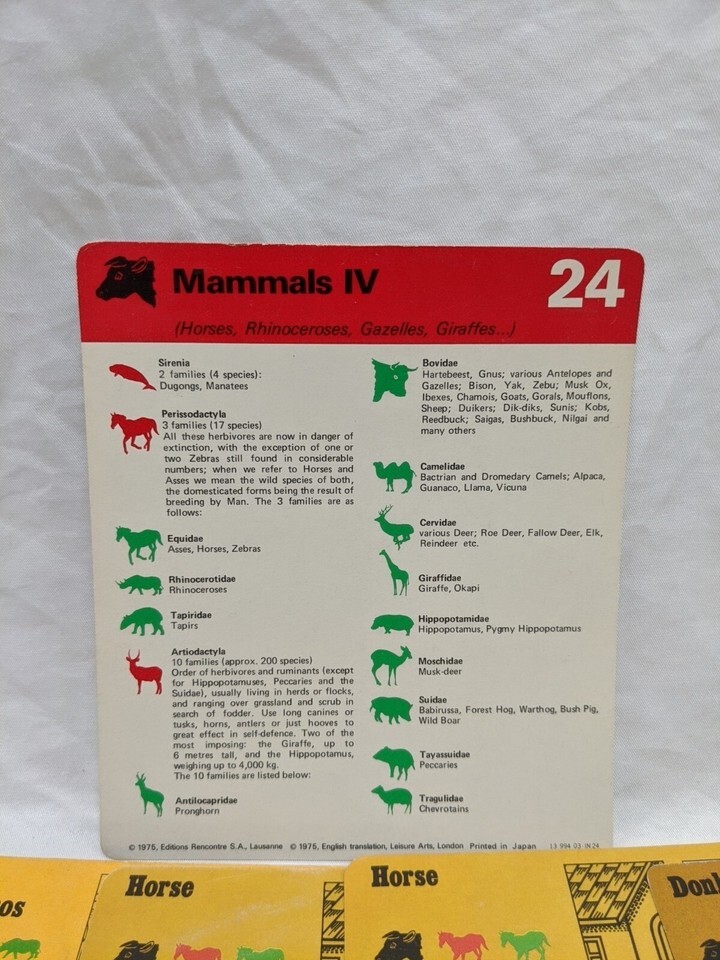 Mammals IV
24
(Horses, Rhinoceroses, Gazelles, Giraffes...)
Sirenia
2 families (4 species):
Dugongs, Manatees
Perissodactyla
3 families (17 species)
All these herbivores are now in danger of
extinction, with the exception of one or
two Zebras still found in considerable
numbers; when we refer to Horses and
Asses we mean the wild species of both,
the domesticated forms being the result of
breeding by Man. The 3 families are as
follows:
Equidae
Asses, Horses, Zebras
Rhinocerotidae
Rhinoceroses
Tapiridae
Tapirs
Artiodactyla
10 families (approx. 200 species)
Order of herbivores and ruminants (except
for Hippopotamuses, Peccaries and the
Suidae), usually living in herds or flocks,
and ranging over grassland and scrub in
search of fodder. Use long canines or
tusks, horns, antlers or just hooves to
great effect in self-defence. Two of the
most imposing: the Giraffe, up to
6 metres tall, and the Hippopotamus,
weighing up to 4,000 kg.
The 10 families are listed below:
Antilocapridae
Pronghorn
Bovidae
Hartebeest, Gnus; various Antelopes and
Gazelles; Bison, Yak, Zebu; Musk Ox,
Ibexes, Chamois, Goats, Gorals, Mouflons,
Sheep; Duikers; Dik-diks, Sunis; Kobs,
Reedbuck; Saigas, Bushbuck, Nilgai and
many others
Camelidae
Bactrian and Dromedary Camels; Alpaca,
Guanaco, Llama, Vicuna
Cervidae
various Deer; Roe Deer, Fallow Deer, Elk,
Reindeer etc.
Giraffidae
Giraffe, Okapi
Hippopotamidae
Hippopotamus, Pygmy Hippopotamus
Moschidae
Musk-deer
Suidae
Babirussa, Forest Hog, Warthog, Bush Pig,
Wild Boar
Tayassuidae
Peccaries
Tragulidae
Chevrotains
© 1975, Editions Rencontre S.A., Lausanne © 1975, English translation, Leisure Arts, London Printed in Japan 13 994 03 IN 24
os
Horse
Horse
Don